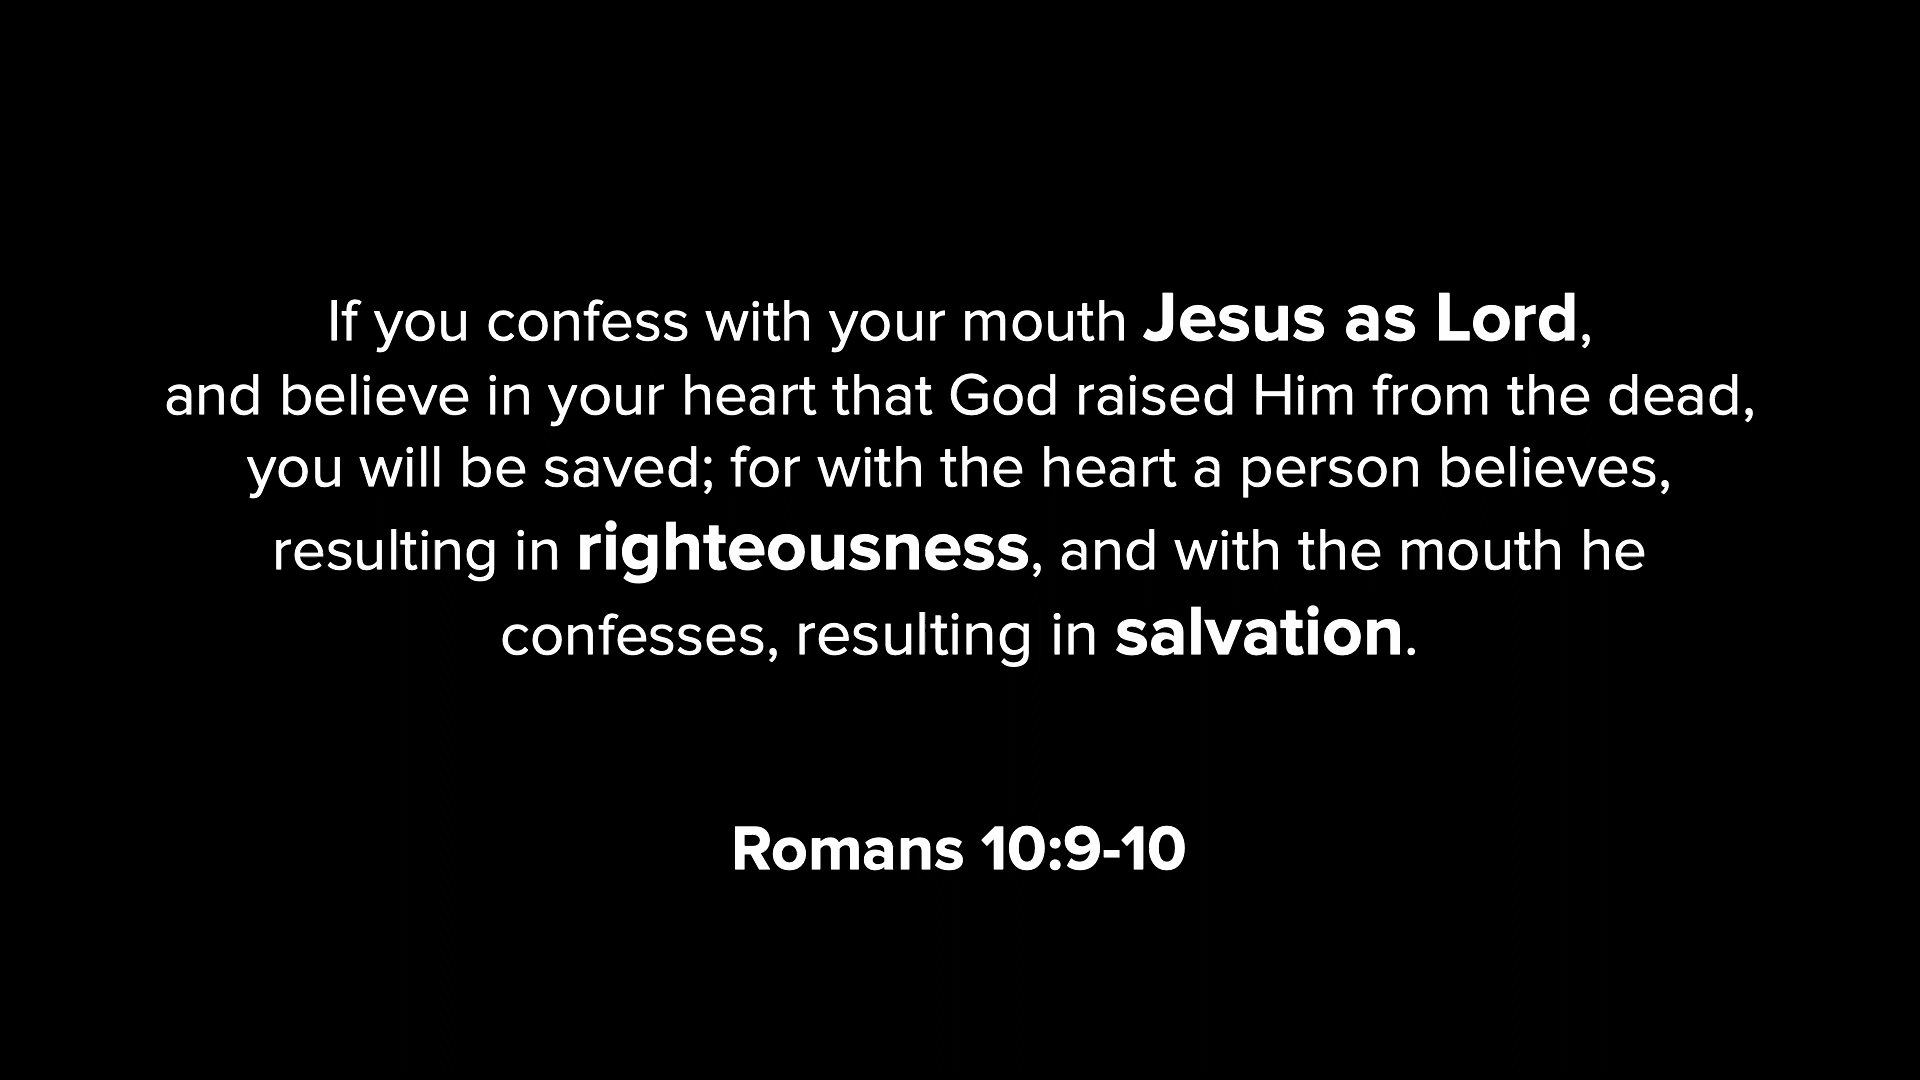 If you confess with your mouth Jesus as Lord,
and believe in your heart that God raised Him from the dead,
you will be saved; for with the heart a person believes,
resulting in righteousness, and with the mouth he
confesses, resulting in salvation.
Romans 10:9-10